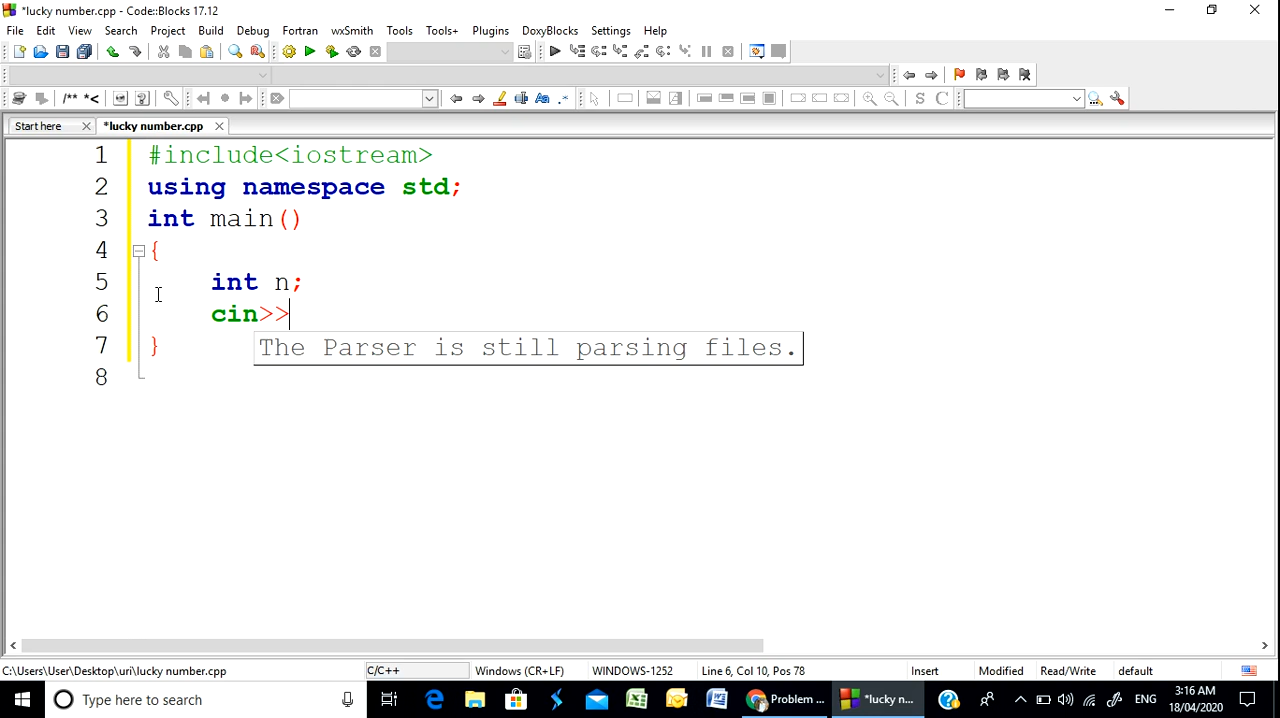 *lucky number.cpp - Code::Blocks 17.12
File Edit View Search Project Build Debug Fortran wxSmith Tools Tools+ Plugins DoxyBlocks Settings Help
/** *<
S C
Start here *lucky number.cpp
1 #include<iostream>
2 using namespace std;
3 int main()
4 {
5 int n;
6 cin>>
7 }
The Parser is still parsing files.
8
C:\Users\User\Desktop\uri\lucky number.cpp C/C++ Windows (CR+LF) WINDOWS-1252 Line 6, Col 10, Pos 78 Insert Modified Read/Write default
Type here to search Problem ... *lucky n... ENG 3:16 AM
18/04/2020